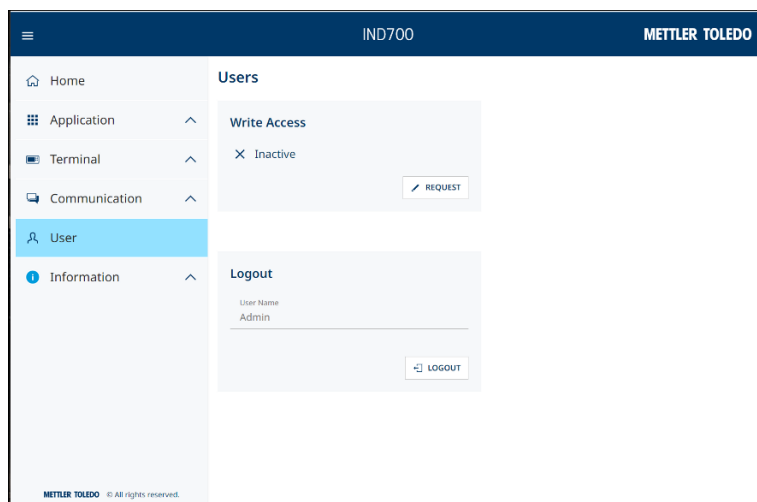 IND700
METTLER TOLEDO
Home
Application
Terminal
Communication
User
Information
METTLER TOLEDO © All rights reserved.
Users
Write Access
Inactive
REQUEST
Logout
User Name
Admin
LOGOUT